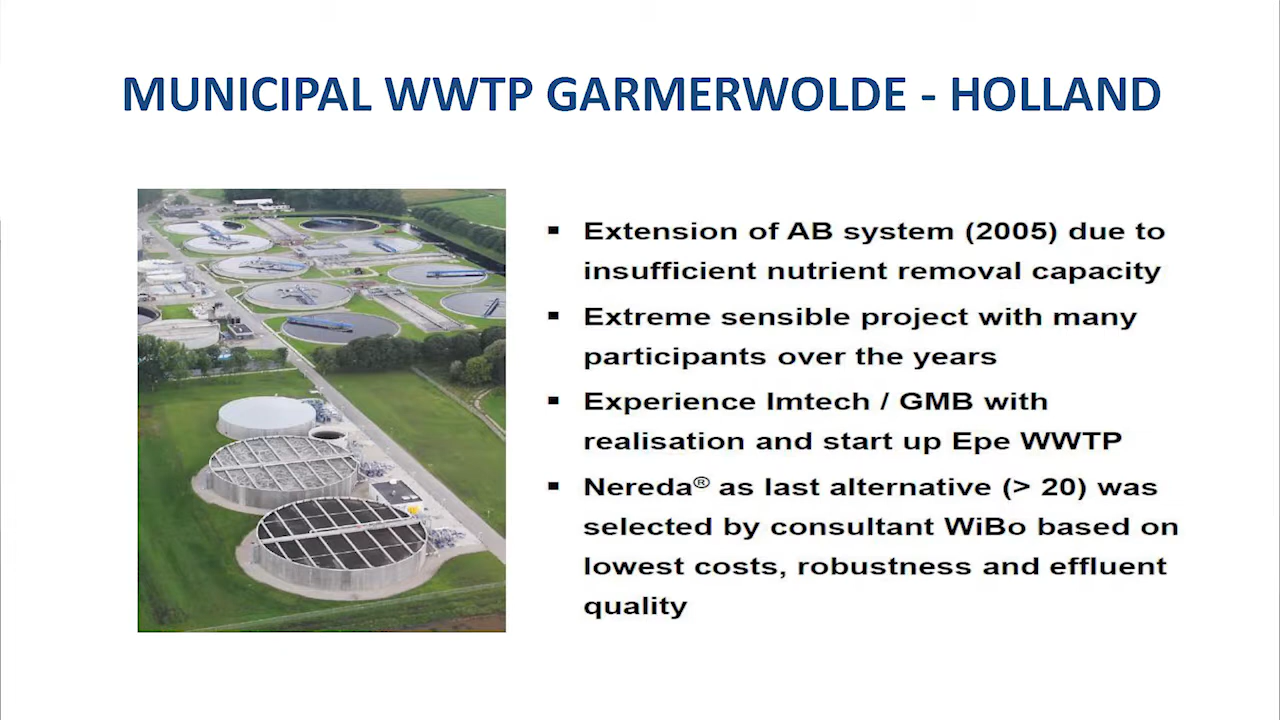 MUNICIPAL WWTP GARMERWOLDE - HOLLAND
▪ Extension of AB system (2005) due to
insufficient nutrient removal capacity
▪ Extreme sensible project with many
participants over the years
▪ Experience Imtech / GMB with
realisation and start up Epe WWTP
▪ Nereda® as last alternative (> 20) was
selected by consultant WiBo based on
lowest costs, robustness and effluent
quality